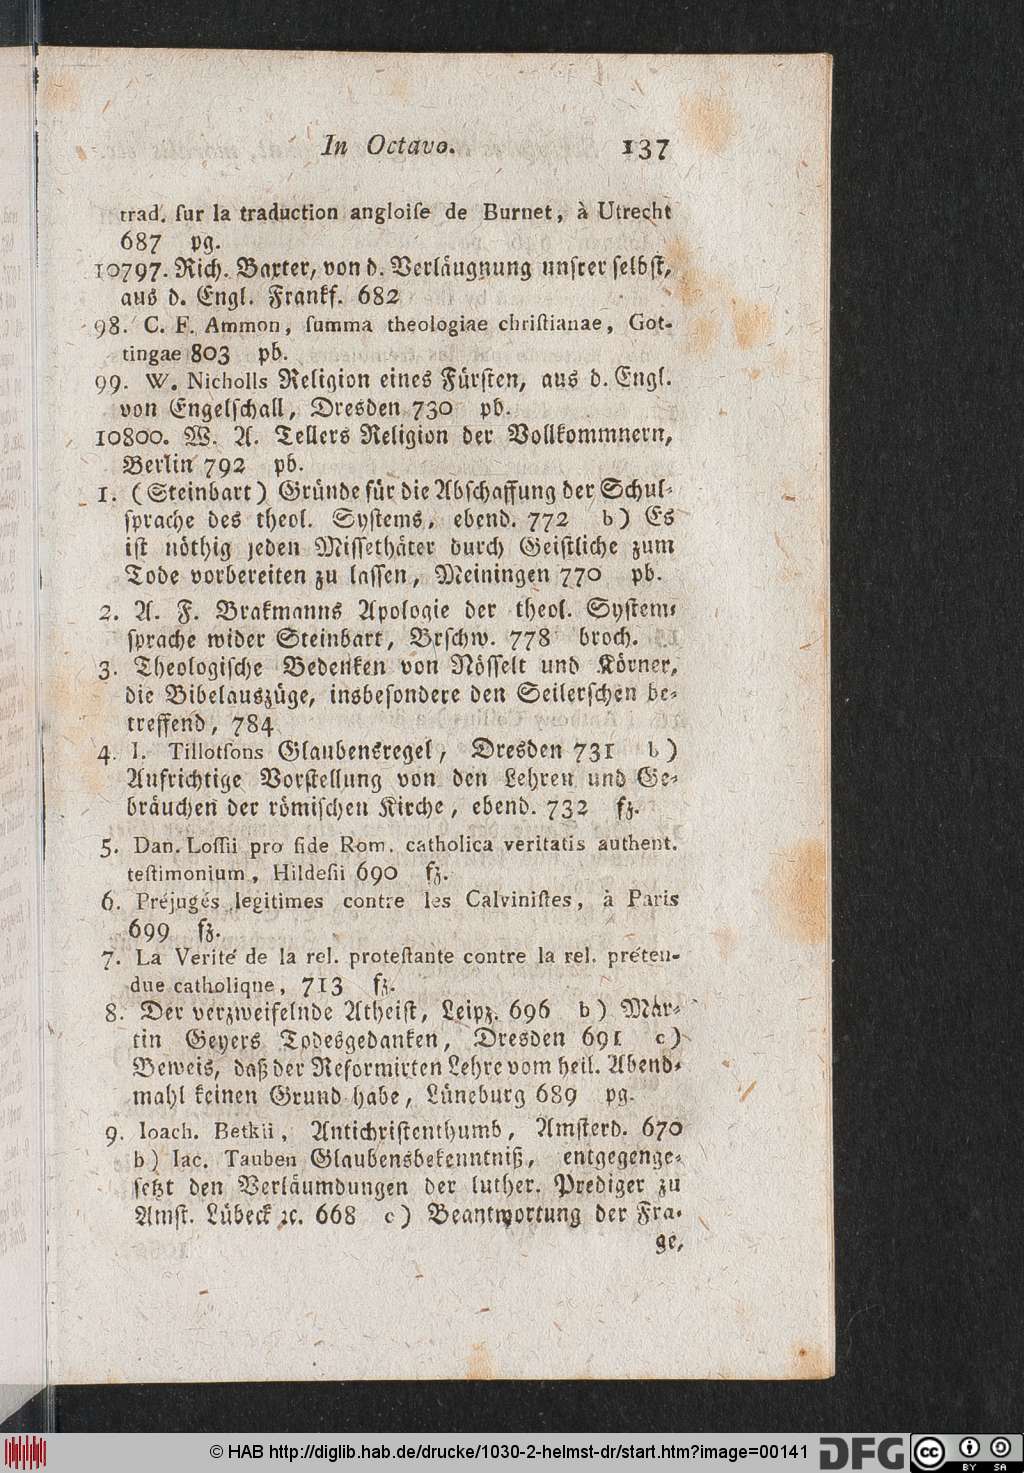 In Octavo. 137
trad. ſur la traduction angloiſe de Burnet, à Utrecht
687 pg.
10797. Rich. Baxter, von d. Verläugnung unſrer ſelbſt,
aus d. Engl. Frankf. 682
98. C. F. Ammon, ſumma theologiae chriſtianae, Got-
tingae 803 pb.
99. W. Nicholls Religion eines Fürſten, aus d. Engl.
von Engelſchall, Dresden 730 pb.
10800. W. A. Tellers Religion der Vollkommnern,
Berlin 792 pb.
1. (Steinbart) Gründe für die Abſchaffung der Schul-
ſprache des theol. Syſtems, ebend. 772 b) Es
iſt nöthig jeden Miſſethäter durch Geiſtliche zum
Tode vorbereiten zu laſſen, Meiningen 770 pb.
2. A. F. Brakmanns Apologie der theol. Syſtem-
ſprache wider Steinbart, Brſchw. 778 broch.
3. Theologiſche Bedenken von Nöſſelt und Körner,
die Bibelauszüge, insbeſondere den Seilerſchen be-
treffend, 784
4. I. Tillotſons Glaubensregel, Dresden 731 b)
Aufrichtige Vorſtellung von den Lehren und Ge-
bräuchen der römiſchen Kirche, ebend. 732 ſz.
5. Dan. Loſſii pro fide Rom. catholica veritatis authent.
teſtimonium, Hildeſii 690 ſz.
6. Préjugés legitimes contre les Calviniſtes, à Paris
699 ſz.
7. La Verité de la rel. proteſtante contre la rel. préten-
due catholique, 713 ſz.
8. Der verzweifelnde Atheiſt, Leipz. 696 b) Mar-
tin Geyers Todesgedanken, Dresden 691 c)
Beweis, daß der Reformirten Lehre vom heil. Abend-
mahl keinen Grund habe, Lüneburg 689 pg.
9. Ioach. Betkii, Antichriſtenthumb, Amſterd. 670
b) Iac. Tauben Glaubensbekenntniß, entgegenge-
ſetzt den Verläumdungen der luther. Prediger zu
Amſt. Lübeck ꝛc. 668 c) Beantwortung der Fra-
ge,
© HAB http://diglib.hab.de/drucke/1030-2-helmst-dr/start.htm?image=00141 DFG cc BY SA